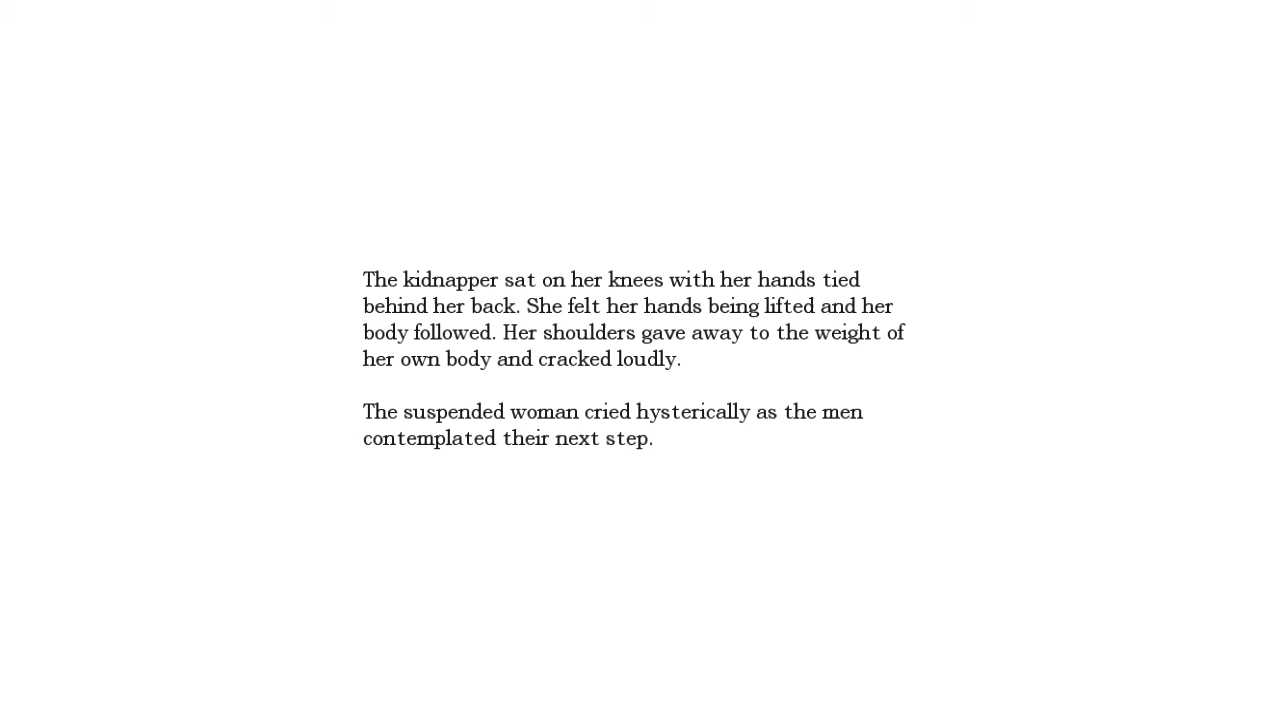 The kidnapper sat on her knees with her hands tied
behind her back. She felt her hands being lifted and her
body followed. Her shoulders gave away to the weight of
her own body and cracked loudly.
The suspended woman cried hysterically as the men
contemplated their next step.